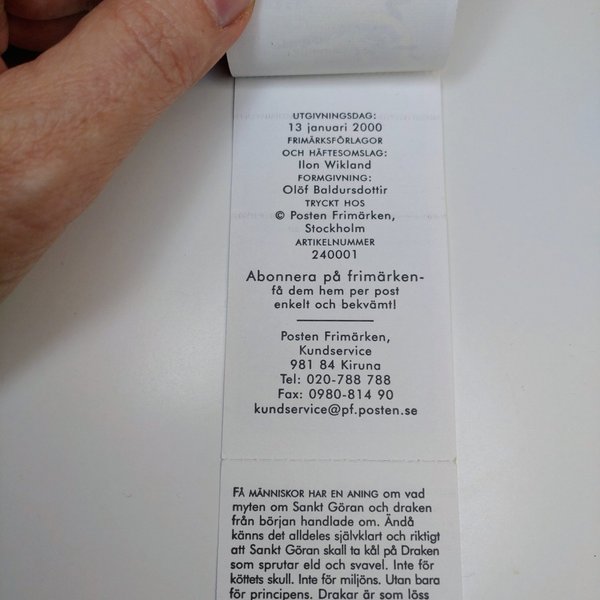 UTGIVNINGSDAG:
13 januari 2000
FRIMÄRKSFÖRLAGOR
OCH HÄFTESOMSLAG:
Ilon Wikland
FORMGIVNING:
Olöf Baldursdottir
TRYCKT HOS
© Posten Frimärken,
Stockholm
ARTIKELNUMMER
240001
Abonnera på frimärken-
få dem hem per post
enkelt och bekvämt!
Posten Frimärken,
Kundservice
981 84 Kiruna
Tel: 020-788 788
Fax: 0980-814 90
kundservice@pf.posten.se
FÅ MÄNNISKOR HAR EN ANING om vad
myten om Sankt Göran och draken
från början handlade om. Ändå
känns det alldeles självklart och riktigt
att Sankt Göran skall ta kål på Draken
som sprutar eld och svavel. Inte för
köttets skull. Inte för miljöns. Utan bara
för principens. Drakar är som löss